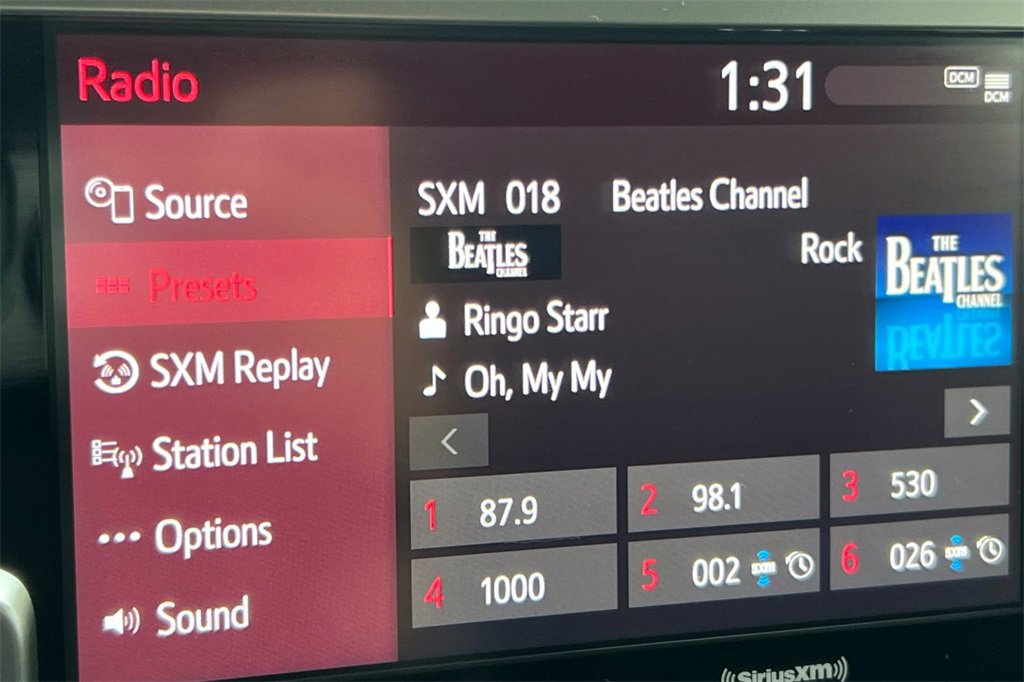 Radio
1:31
DCM
DCM
Source
Presets
SXM Replay
Station List
Options
Sound
SXM 018 Beatles Channel
THE
BEATLES
CHANNEL
Rock
THE
BEATLES
CHANNEL
Ringo Starr
Oh, My My
1 87.9
2 98.1
3 530
4 1000
5 002 sxm
6 026 sxm
SiriusXM